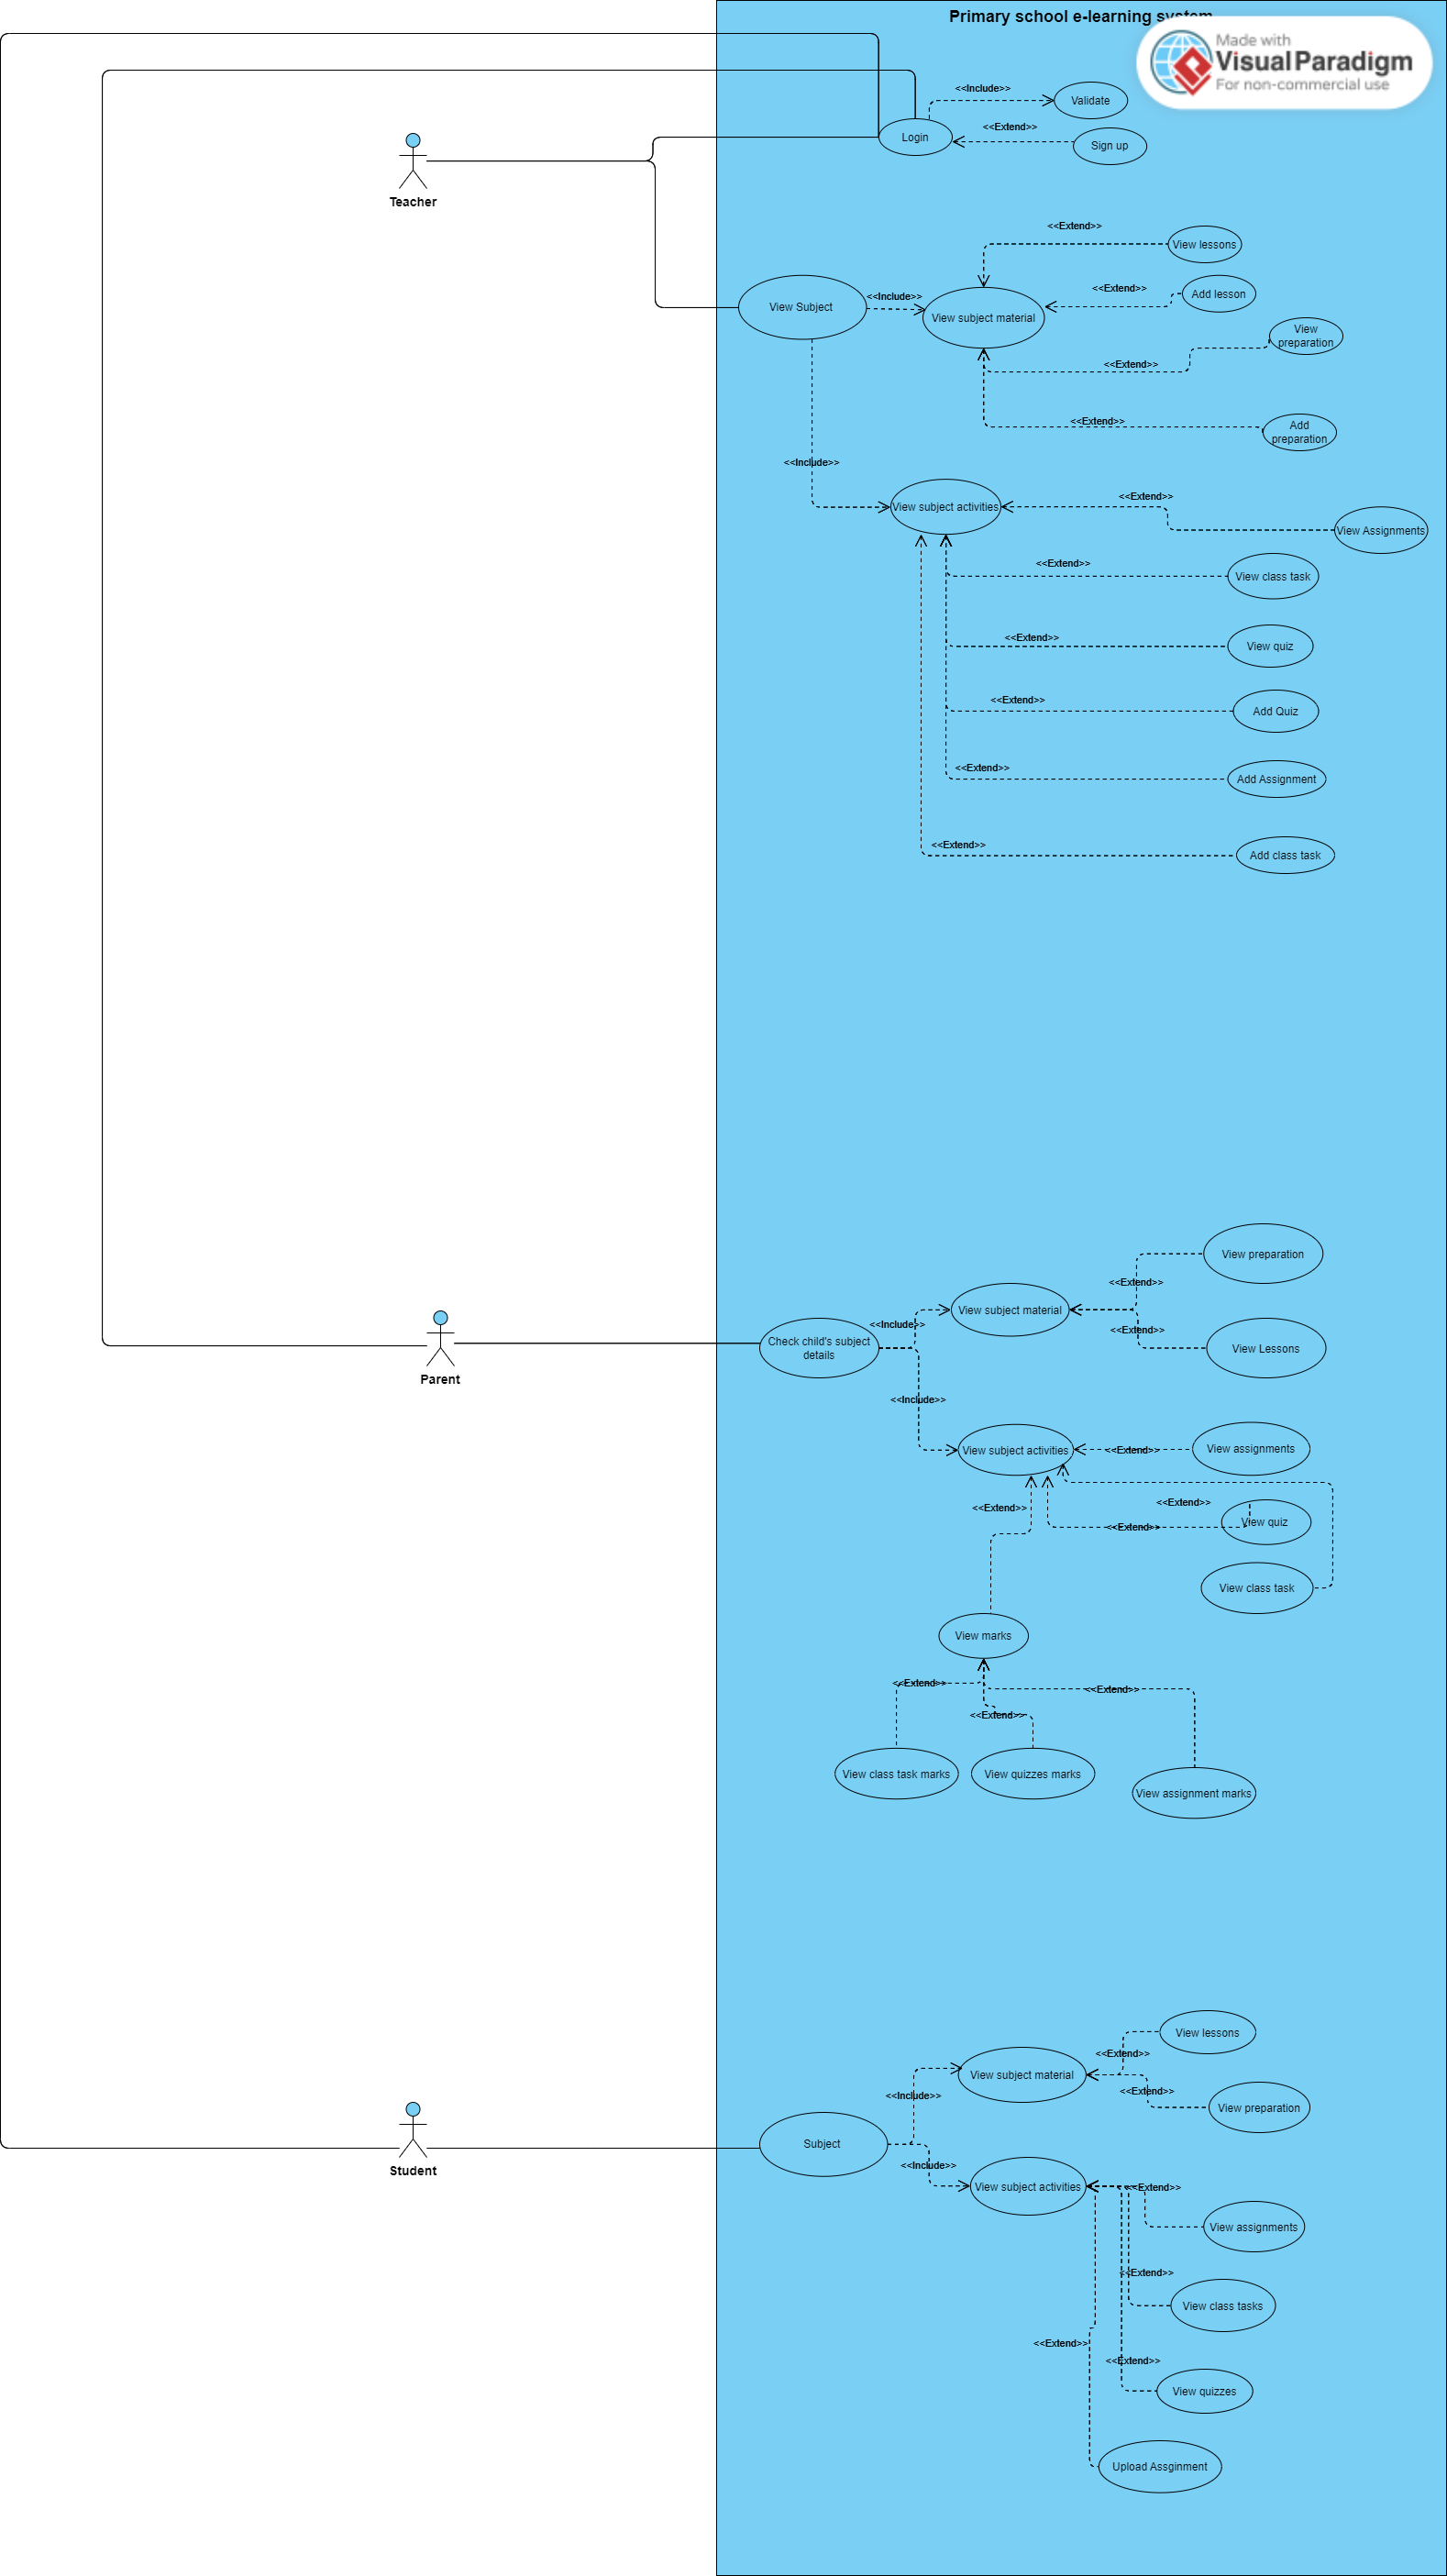 Primary school e-learning system
Made with
Visual Paradigm
For non-commercial use
<<Include>>
Validate
<<Extend>>
Login
Sign up
Teacher
<<Extend>>
View lessons
<<Extend>>
Add lesson
<<Include>>
View Subject
View subject material
View
preparation
<<Extend>>
<<Extend>>
Add
preparation
<<Include>>
<<Extend>>
View subject activities
View Assignments
<<Extend>>
View class task
<<Extend>>
View quiz
<<Extend>>
Add Quiz
<<Extend>>
Add Assignment
<<Extend>>
Add class task
View preparation
<<Extend>>
View subject material
<<Include>>
<<Extend>>
Check child's subject
details
View Lessons
Parent
<<Include>>
View subject activities
<<Extend>>
View assignments
<<Extend>>
<<Extend>>
<<Extend>>
View quiz
View class task
View marks
<<Extend>>
<<Extend>>
<<Extend>>
View class task marks
View quizzes marks
View assignment marks
View lessons
<<Extend>>
View subject material
<<Include>>
<<Extend>>
View preparation
Subject
<<Include>>
Student
View subject activities
<<Extend>>
View assignments
<<Extend>>
View class tasks
<<Extend>>
<<Extend>>
View quizzes
Upload Assginment